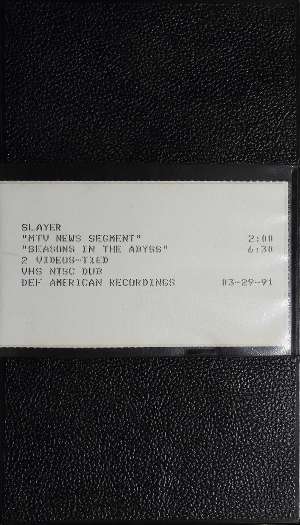 SLAYER
"MTV NEWS SEGMENT" 2:00
"SEASONS IN THE ABYSS" 6:30
2 VIDEOS-TIED
VHS NTSC DUB
DEF AMERICAN RECORDINGS 03-29-91